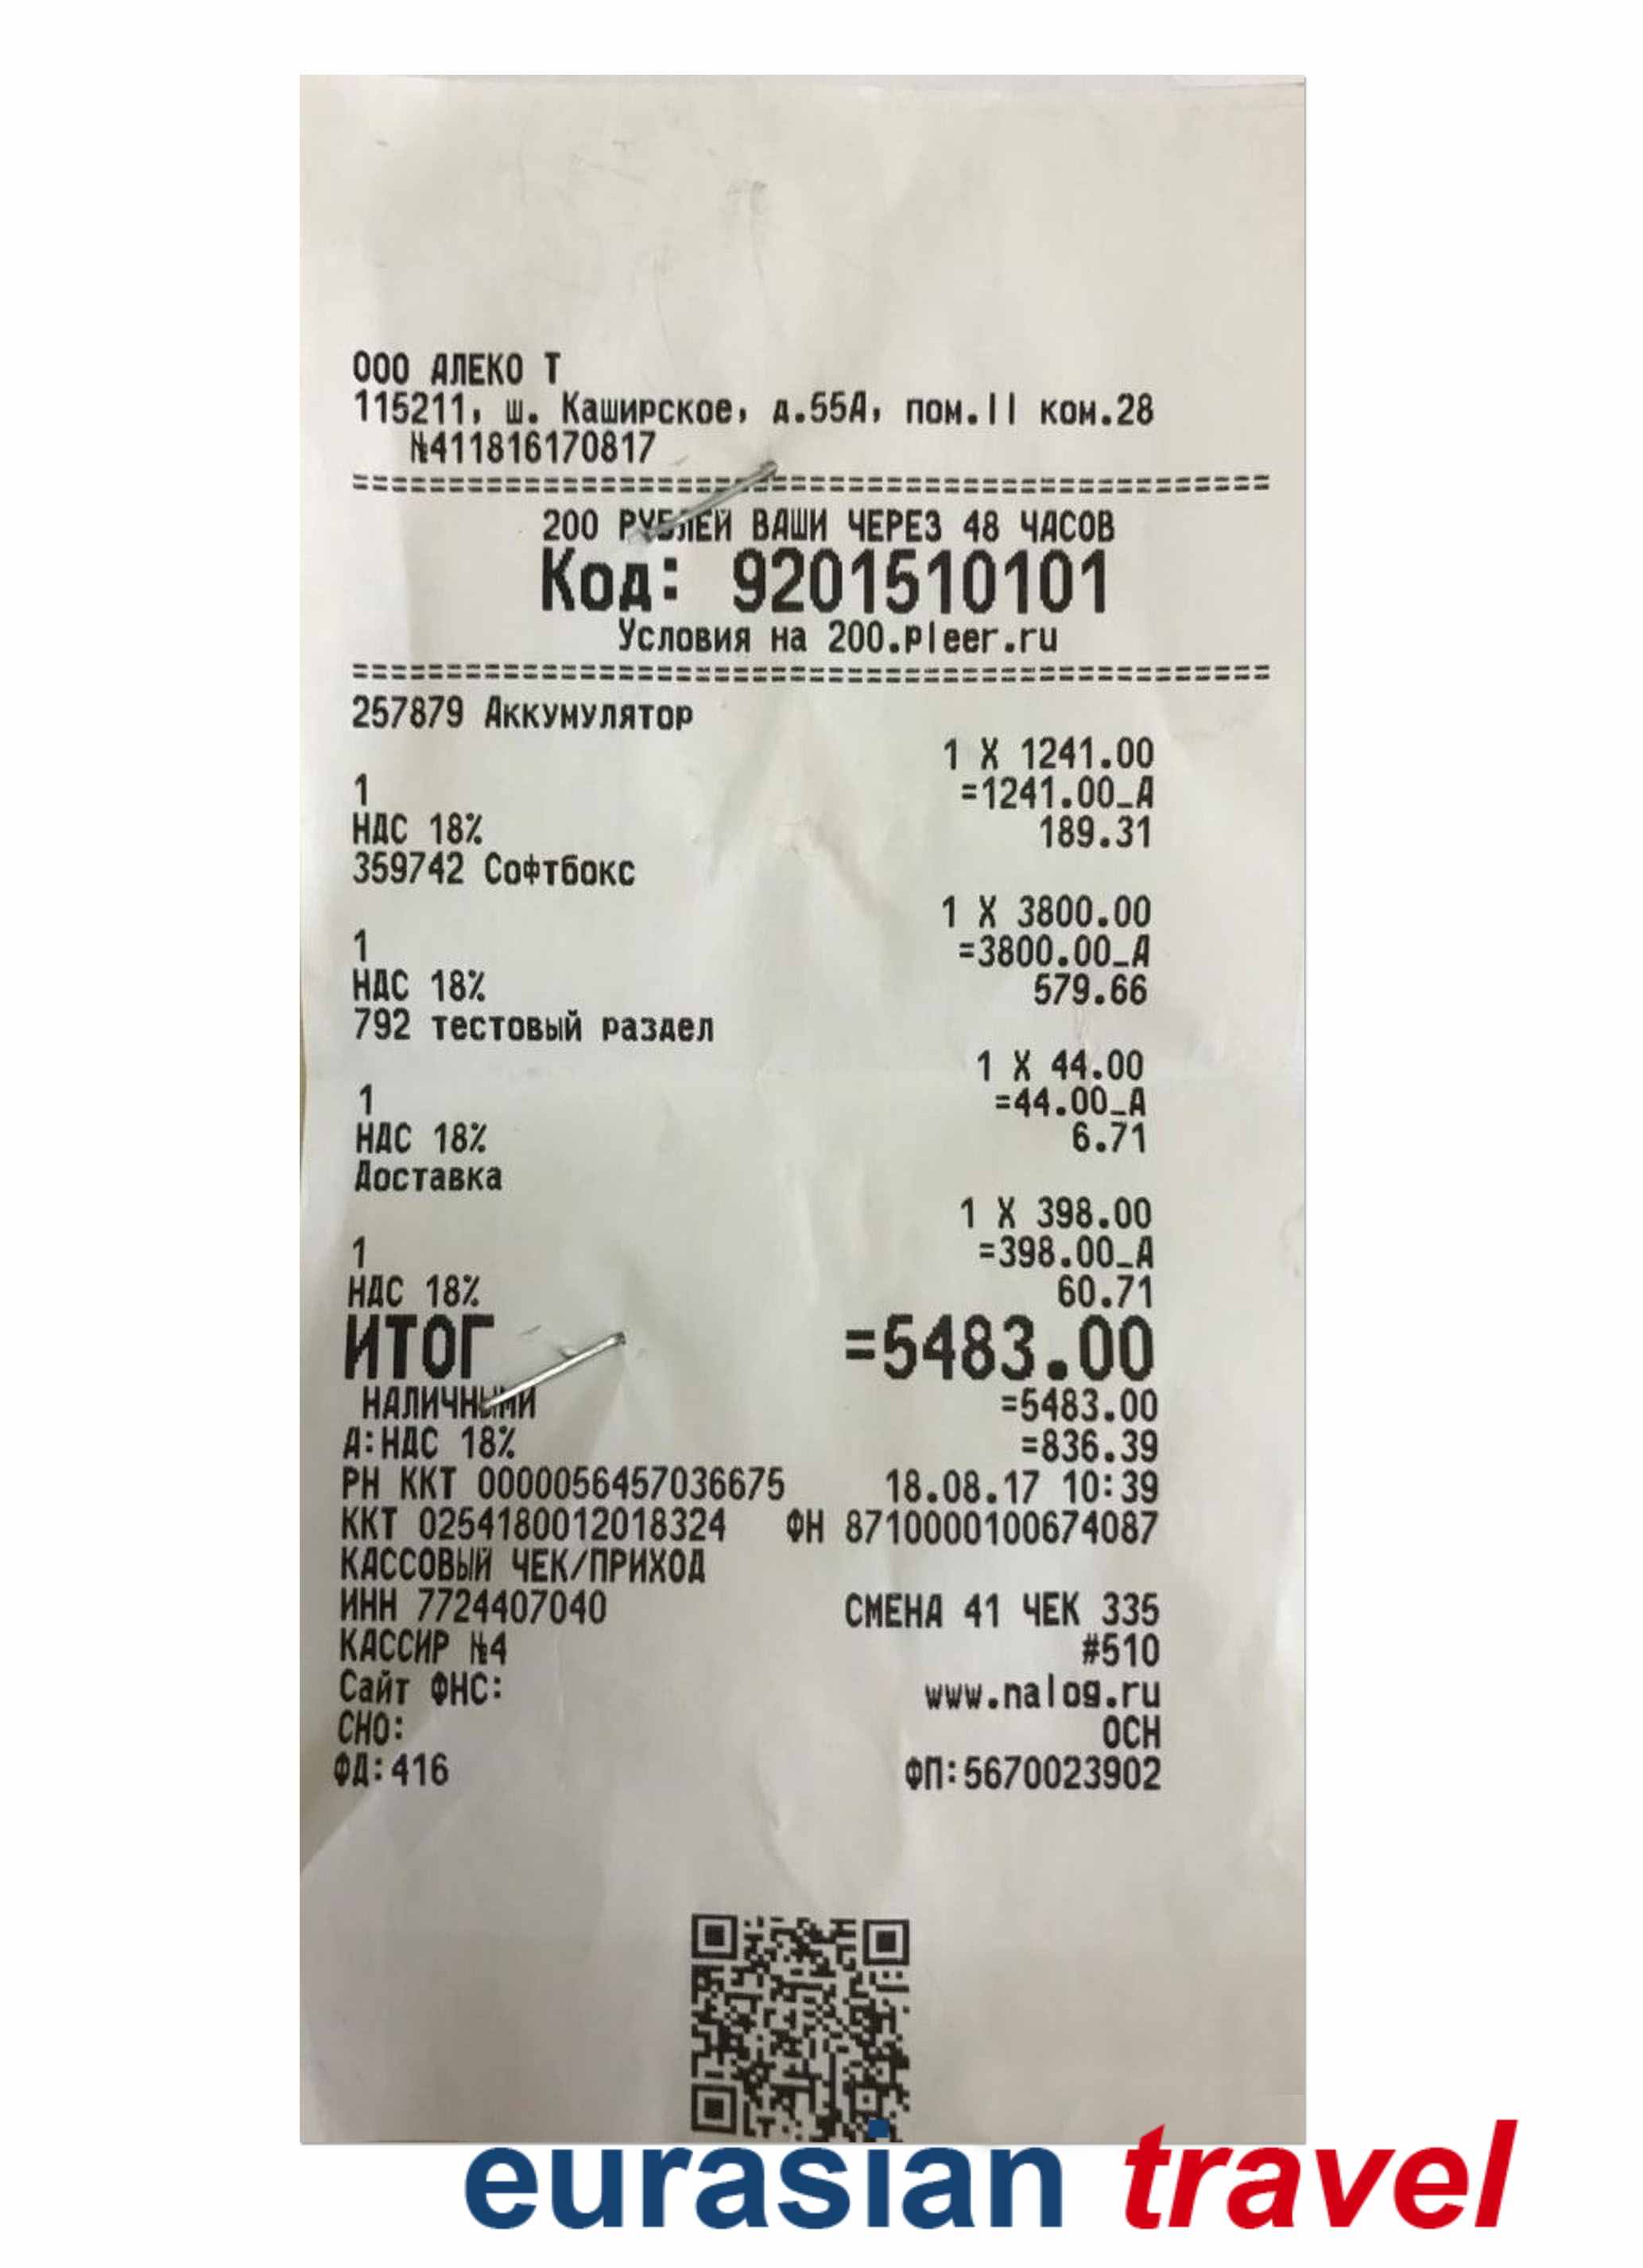 ООО АЛЕКО Т
115211, ш. Каширское, д.55А, пом.II ком.28
№411816170817
================================================
200 РУБЛЕЙ ВАШИ ЧЕРЕЗ 48 ЧАСОВ
Код: 9201510101
Условия на 200.pleer.ru
================================================
257879 Аккумулятор
1 X 1241.00
1 =1241.00_А
НДС 18% 189.31
359742 Софтбокс
1 X 3800.00
1 =3800.00_А
НДС 18% 579.66
792 тестовый раздел
1 X 44.00
1 =44.00_А
НДС 18% 6.71
Доставка
1 X 398.00
1 =398.00_А
НДС 18% 60.71
ИТОГ =5483.00
НАЛИЧНЫМИ =5483.00
А:НДС 18% =836.39
РН ККТ 0000056457036675 18.08.17 10:39
ККТ 0254180012018324 ФН 8710000100674087
КАССОВЫЙ ЧЕК/ПРИХОД
ИНН 7724407040 СМЕНА 41 ЧЕК 335
КАССИР №4 #510
Сайт ФНС: www.nalog.ru
СНО: ОСН
ФД:416 ФП:5670023902
eurasian travel